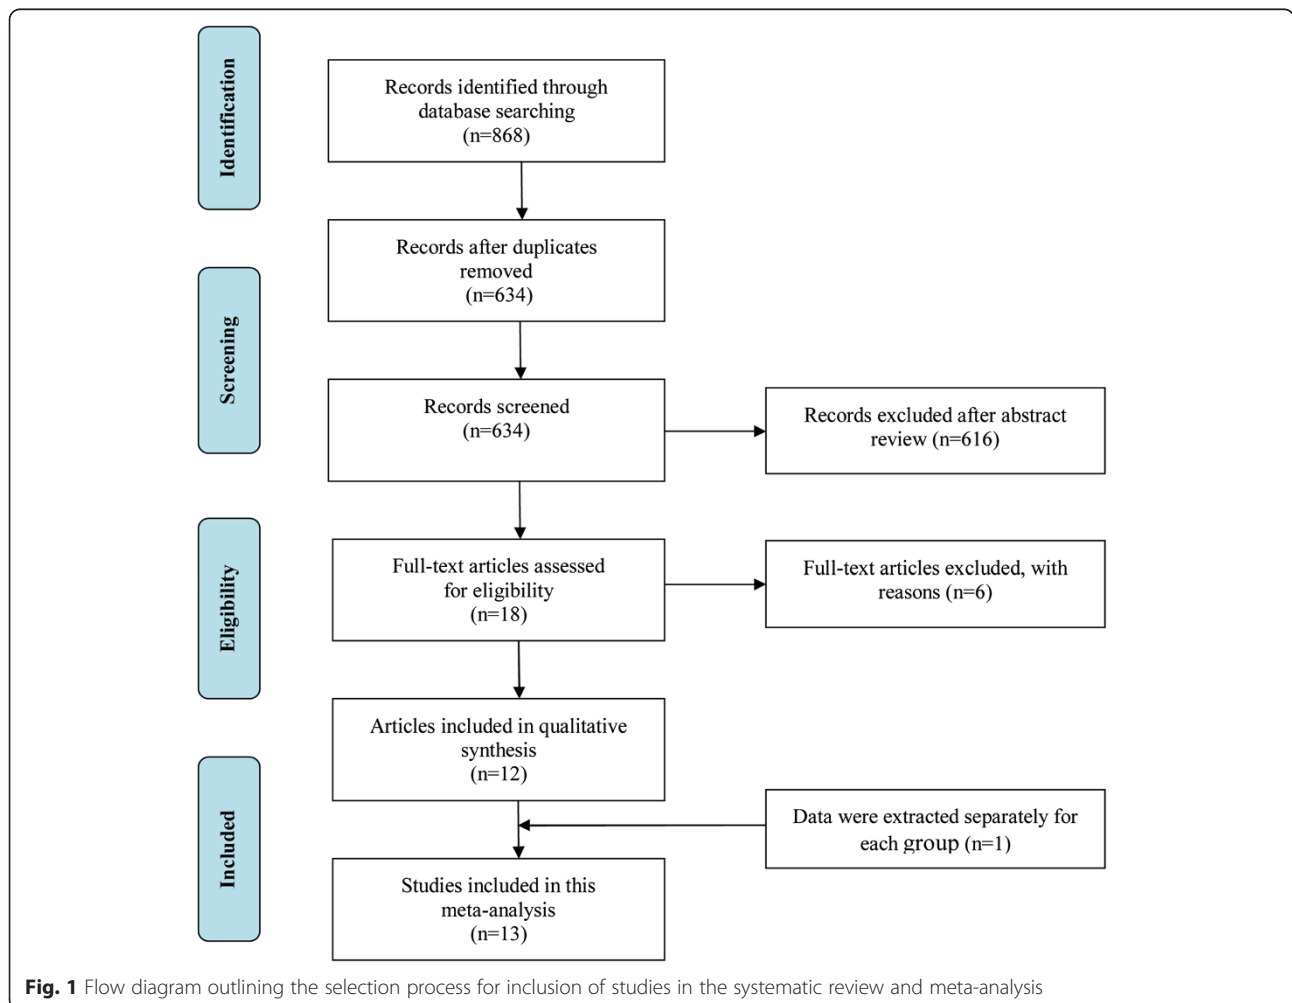 Identification
Records identified through
database searching
(n=868)
Records after duplicates
removed
(n=634)
Screening
Records screened
(n=634)
Records excluded after abstract
review (n=616)
Eligibility
Full-text articles assessed
for eligibility
(n=18)
Full-text articles excluded, with
reasons (n=6)
Articles included in qualitative
synthesis
(n=12)
Included
Data were extracted separately for
each group (n=1)
Studies included in this
meta-analysis
(n=13)
Fig. 1 Flow diagram outlining the selection process for inclusion of studies in the systematic review and meta-analysis